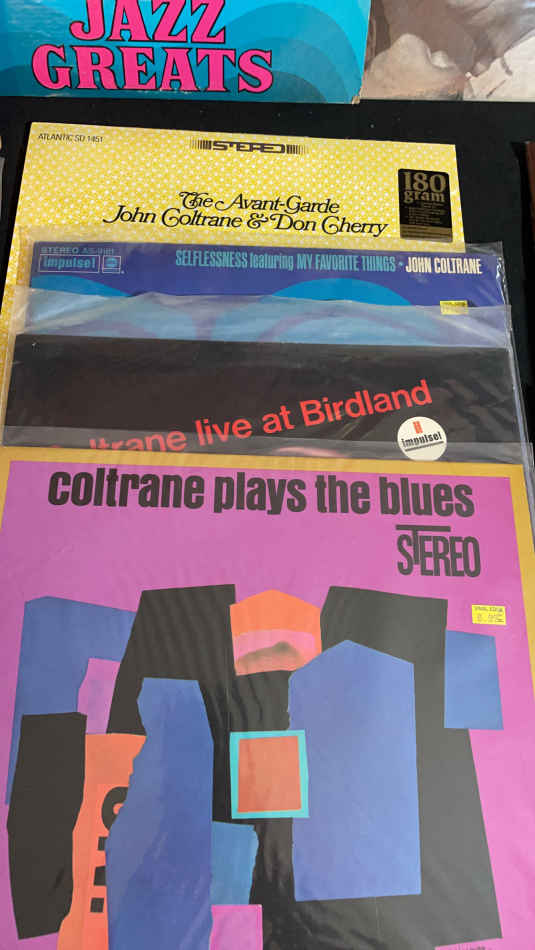 JAZZ
GREATS
ATLANTIC SD 1451
STEREO
180
gram
The Avant-Garde
John Coltrane & Don Cherry
STEREO
impulse!
SELFLESSNESS featuring MY FAVORITE THINGS • JOHN COLTRANE
coltrane live at Birdland
impulse!
coltrane plays the blues
STEREO